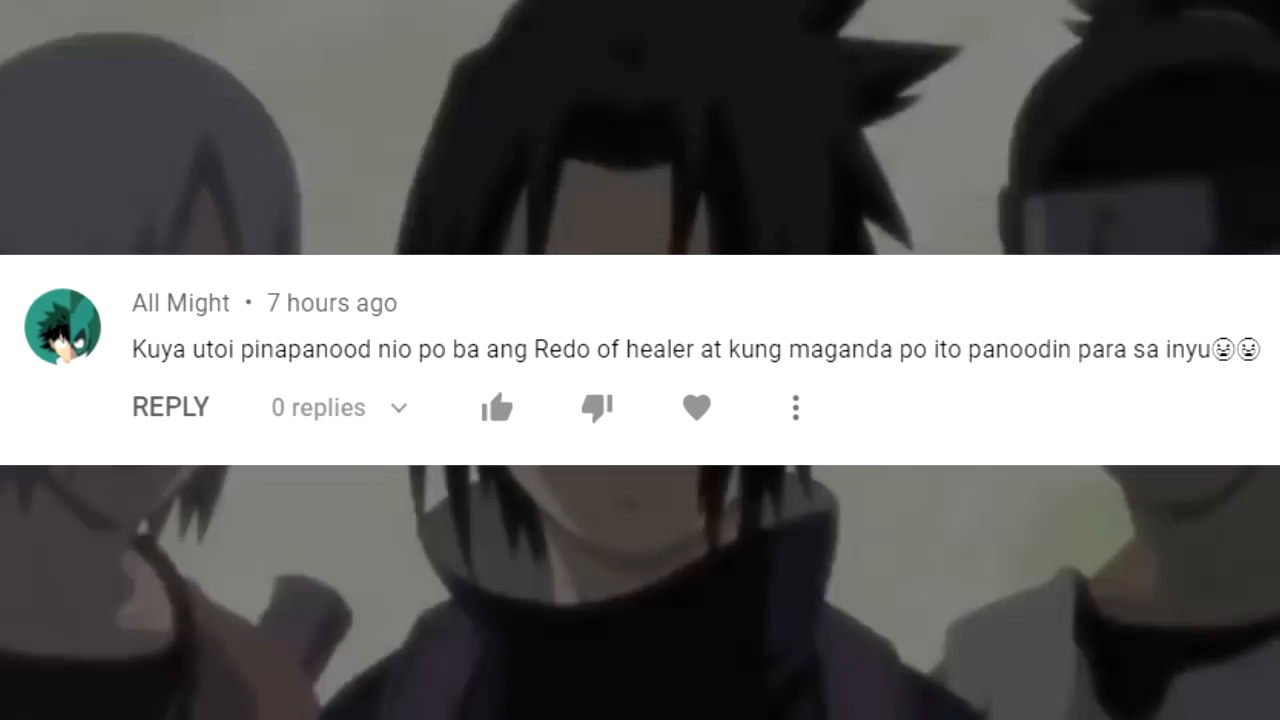 All Might • 7 hours ago
Kuya utoi pinapanood nio po ba ang Redo of healer at kung maganda po ito panoodin para sa inyu😆😆
REPLY 0 replies